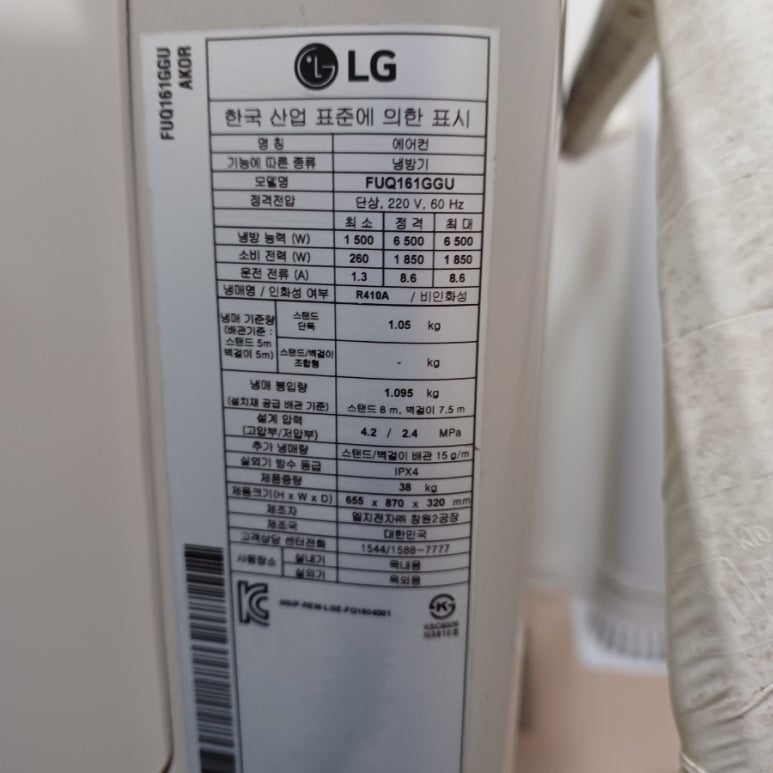 FUQ161GGU
AKOR
LG
한국 산업 표준에 의한 표시
명 칭 에어컨
기능에 따른 종류 냉방기
모델명 FUQ161GGU
정격전압 단상, 220 V, 60 Hz
최 소 정 격 최 대
냉방 능력 (W) 1 500 6 500 6 500
소비 전력 (W) 260 1 850 1 850
운전 전류 (A) 1.3 8.6 8.6
냉매명 / 인화성 여부 R410A / 비인화성
냉매 기준량
(배관기준 :
스탠드 5m
벽걸이 5m)
스탠드
단독
1.05 kg
스탠드/벽걸이
조합형
- kg
냉매 봉입량
(설치재 공급 배관 기준)
1.095 kg
스탠드 8 m, 벽걸이 7.5 m
설계 압력
(고압부/저압부)
4.2 / 2.4 MPa
추가 냉매량 스탠드/벽걸이 배관 15 g/m
실외기 방수 등급 IPX4
제품중량 38 kg
제품크기(H x W x D) 655 x 870 x 320 mm
제조자 엘지전자㈜ 창원2공장
제조국 대한민국
고객상담 센터전화 1544/1588-7777
사용장소 실내기 옥내용
실외기 옥외용
MSIP-REM-LGE-FQ1604001
KSC9306
제3610호